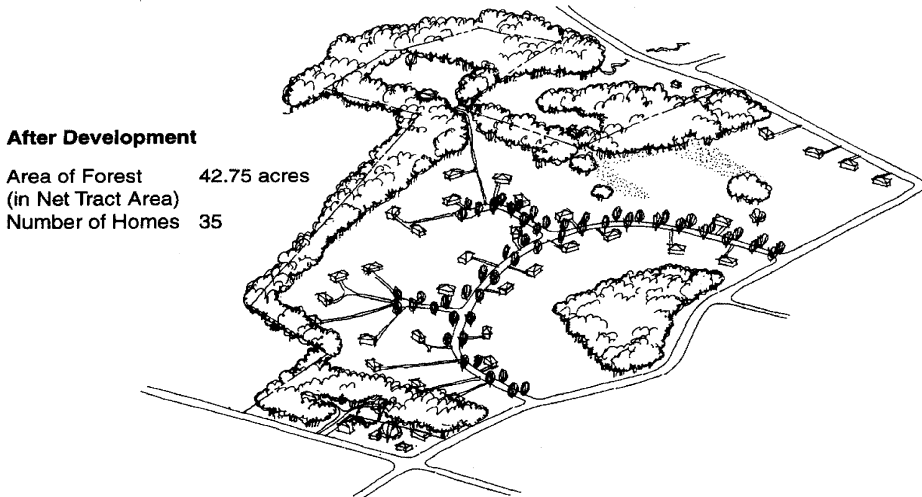 After Development
Area of Forest 42.75 acres
(in Net Tract Area)
Number of Homes 35